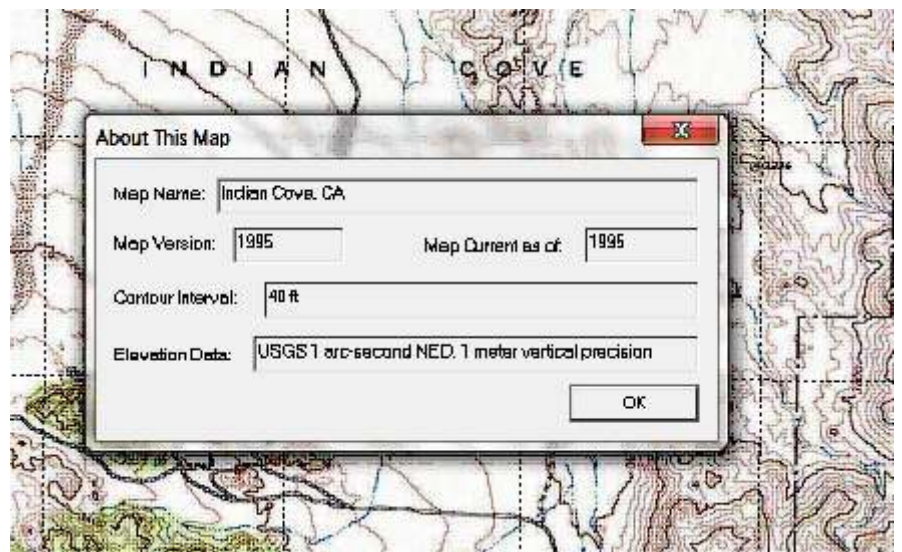 INDIAN COVE
About This Map
Map Name: Indian Cove, CA
Map Version: 1995 Map Current as of: 1995
Contour Interval: 40 ft
Elevation Data: USGS 1 arc-second NED. 1 meter vertical precision
OK